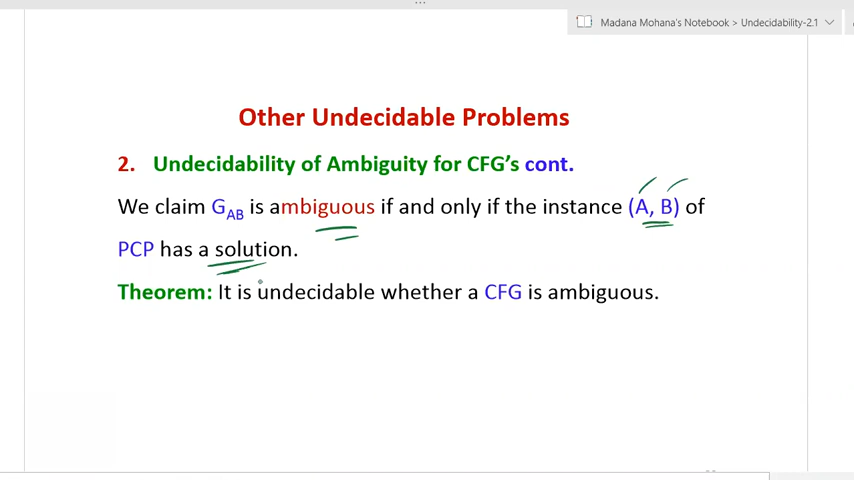 Madana Mohana's Notebook > Undecidability-2.1
Other Undecidable Problems
2. Undecidability of Ambiguity for CFG's cont.
We claim G_AB is ambiguous if and only if the instance (A, B) of
PCP has a solution.
Theorem: It is undecidable whether a CFG is ambiguous.